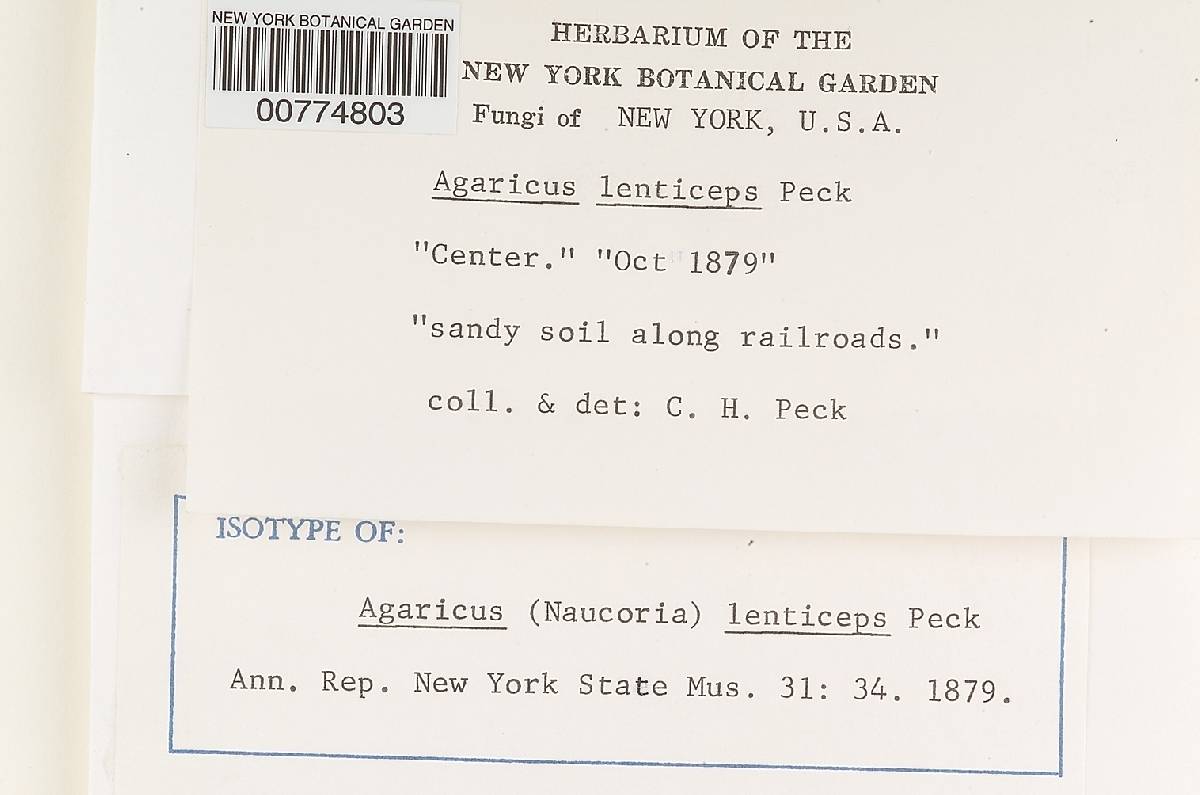 NEW YORK BOTANICAL GARDEN
00774803
HERBARIUM OF THE
NEW YORK BOTANICAL GARDEN
Fungi of NEW YORK, U.S.A.
Agaricus lenticeps Peck
"Center." "Oct 1879"
"sandy soil along railroads."
coll. & det: C. H. Peck
ISOTYPE OF:
Agaricus (Naucoria) lenticeps Peck
Ann. Rep. New York State Mus. 31: 34. 1879.